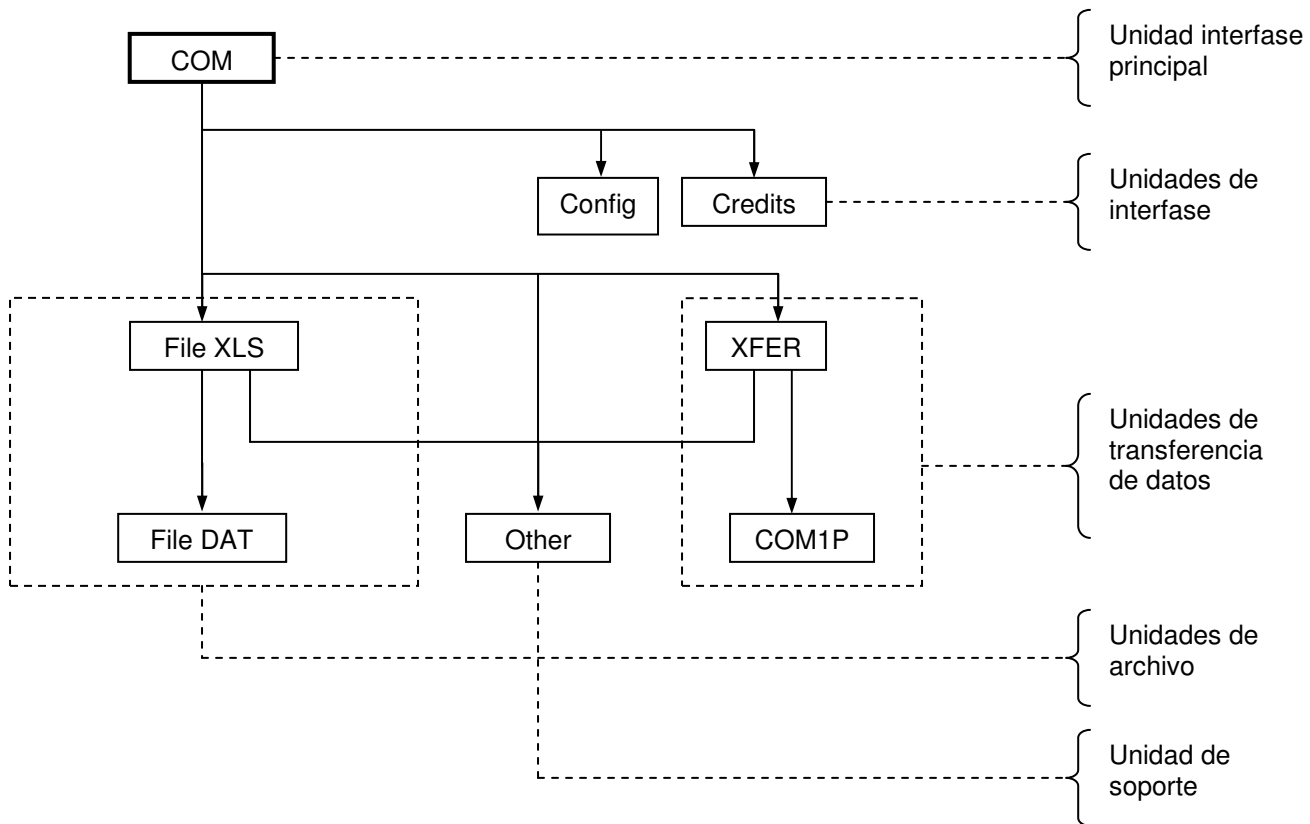 COM
Unidad interfase
principal
Config
Credits
Unidades de
interfase
File XLS
XFER
Unidades de
transferencia
de datos
File DAT
Other
COM1P
Unidades de
archivo
Unidad de
soporte